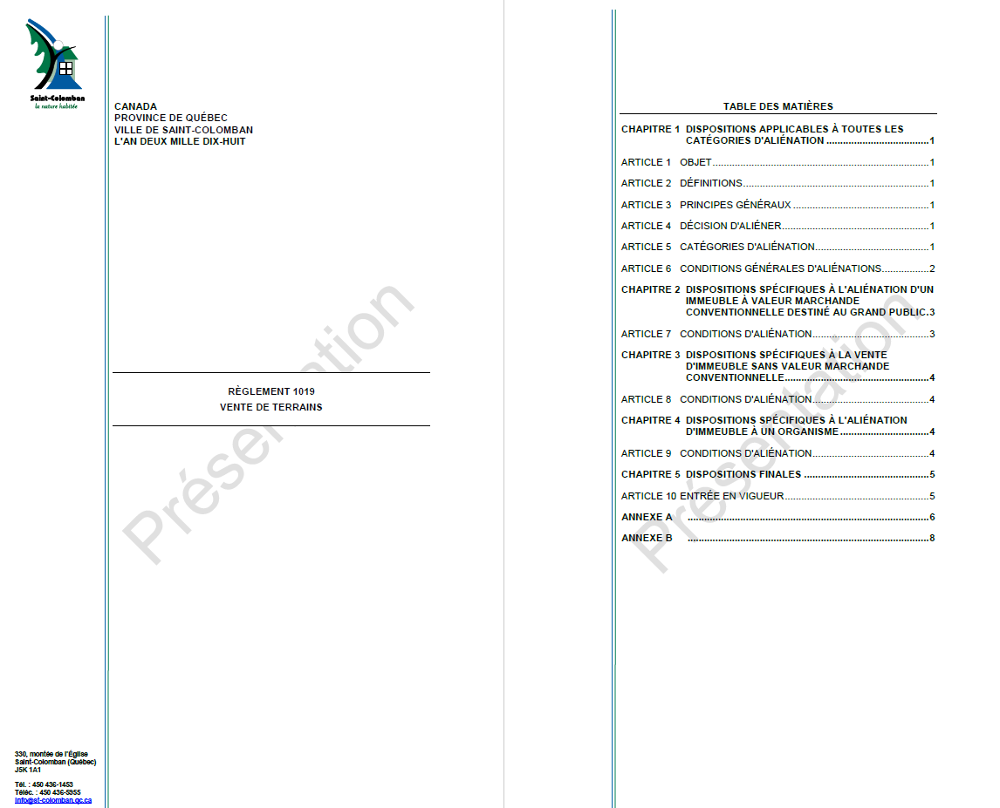 Saint-Colomban
la nature habitée
CANADA
PROVINCE DE QUÉBEC
VILLE DE SAINT-COLOMBAN
L'AN DEUX MILLE DIX-HUIT
RÈGLEMENT 1019
VENTE DE TERRAINS
Présentation
330, montée de l'Église
Saint-Colomban (Québec)
J5K 1A1
Tél. : 450 436-1453
Téléc. : 450 436-5955
info@st-colomban.qc.ca
TABLE DES MATIÈRES
CHAPITRE 1 DISPOSITIONS APPLICABLES À TOUTES LES
CATÉGORIES D'ALIÉNATION ..................................... 1
ARTICLE 1 OBJET.............................................................................. 1
ARTICLE 2 DÉFINITIONS................................................................... 1
ARTICLE 3 PRINCIPES GÉNÉRAUX ................................................. 1
ARTICLE 4 DÉCISION D'ALIÉNER..................................................... 1
ARTICLE 5 CATÉGORIES D'ALIÉNATION......................................... 1
ARTICLE 6 CONDITIONS GÉNÉRALES D'ALIÉNATIONS................. 2
CHAPITRE 2 DISPOSITIONS SPÉCIFIQUES À L'ALIÉNATION D'UN
IMMEUBLE À VALEUR MARCHANDE
CONVENTIONNELLE DESTINÉ AU GRAND PUBLIC. 3
ARTICLE 7 CONDITIONS D'ALIÉNATION.......................................... 3
CHAPITRE 3 DISPOSITIONS SPÉCIFIQUES À LA VENTE
D'IMMEUBLE SANS VALEUR MARCHANDE
CONVENTIONNELLE.................................................... 4
ARTICLE 8 CONDITIONS D'ALIÉNATION.......................................... 4
CHAPITRE 4 DISPOSITIONS SPÉCIFIQUES À L'ALIÉNATION
D'IMMEUBLE À UN ORGANISME ................................ 4
ARTICLE 9 CONDITIONS D'ALIÉNATION.......................................... 4
CHAPITRE 5 DISPOSITIONS FINALES ............................................. 5
ARTICLE 10 ENTRÉE EN VIGUEUR.................................................... 5
ANNEXE A ....................................................................................... 6
ANNEXE B ....................................................................................... 8
Présentation